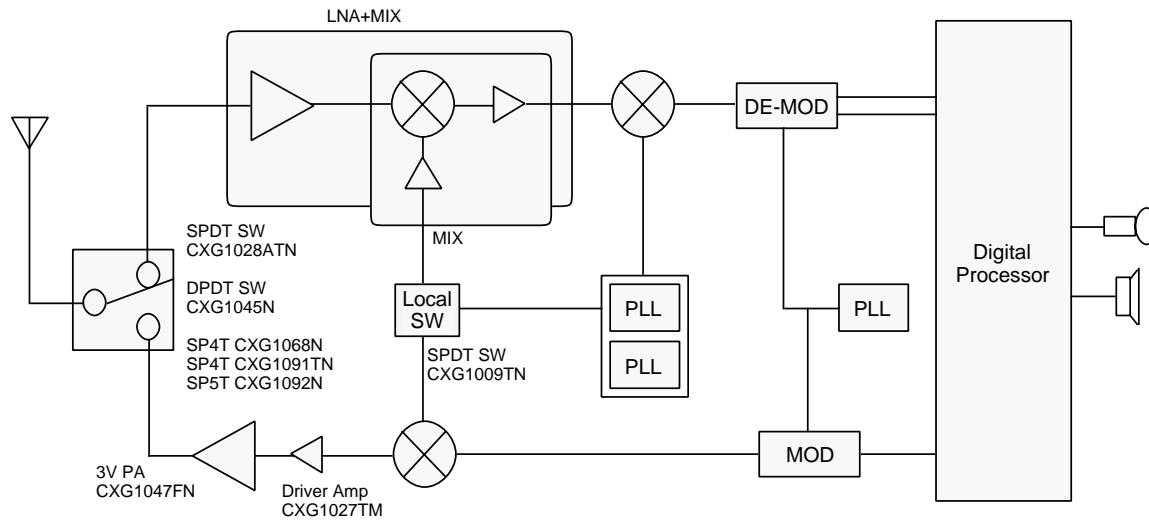 LNA+MIX
DE-MOD
MIX
SPDT SW
CXG1028ATN
DPDT SW
CXG1045N
SP4T CXG1068N
SP4T CXG1091TN
SP5T CXG1092N
Local
SW
SPDT SW
CXG1009TN
PLL
PLL
PLL
Digital
Processor
3V PA
CXG1047FN
Driver Amp
CXG1027TM
MOD